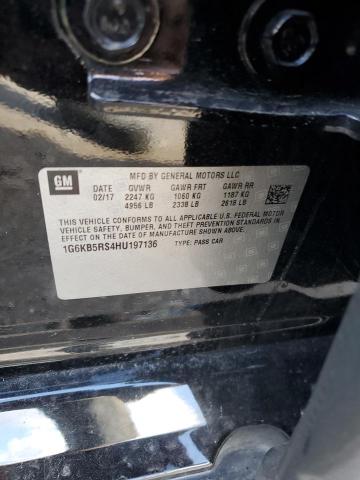 GM
MFD BY GENERAL MOTORS LLC
DATE GVWR GAWR FRT GAWR RR
02/17 2247 KG 1060 KG 1187 KG
4956 LB 2338 LB 2618 LB
THIS VEHICLE CONFORMS TO ALL APPLICABLE U.S. FEDERAL MOTOR
VEHICLE SAFETY, BUMPER, AND THEFT PREVENTION STANDARDS IN
EFFECT ON THE DATE OF MANUFACTURE SHOWN ABOVE.
1G6KB5RS4HU197136 TYPE: PASS CAR